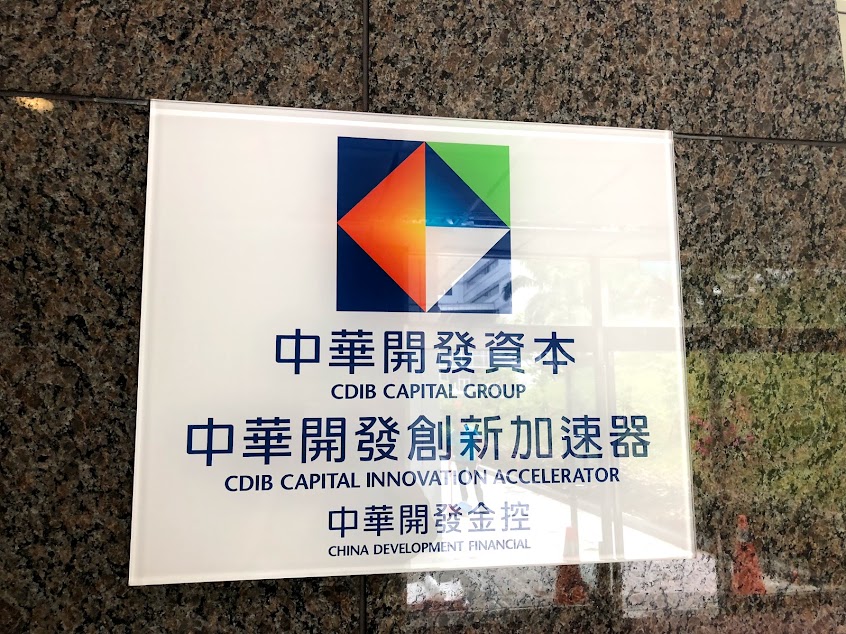 中華開發資本
CDIB CAPITAL GROUP
中華開發創新加速器
CDIB CAPITAL INNOVATION ACCELERATOR
中華開發金控
CHINA DEVELOPMENT FINANCIAL